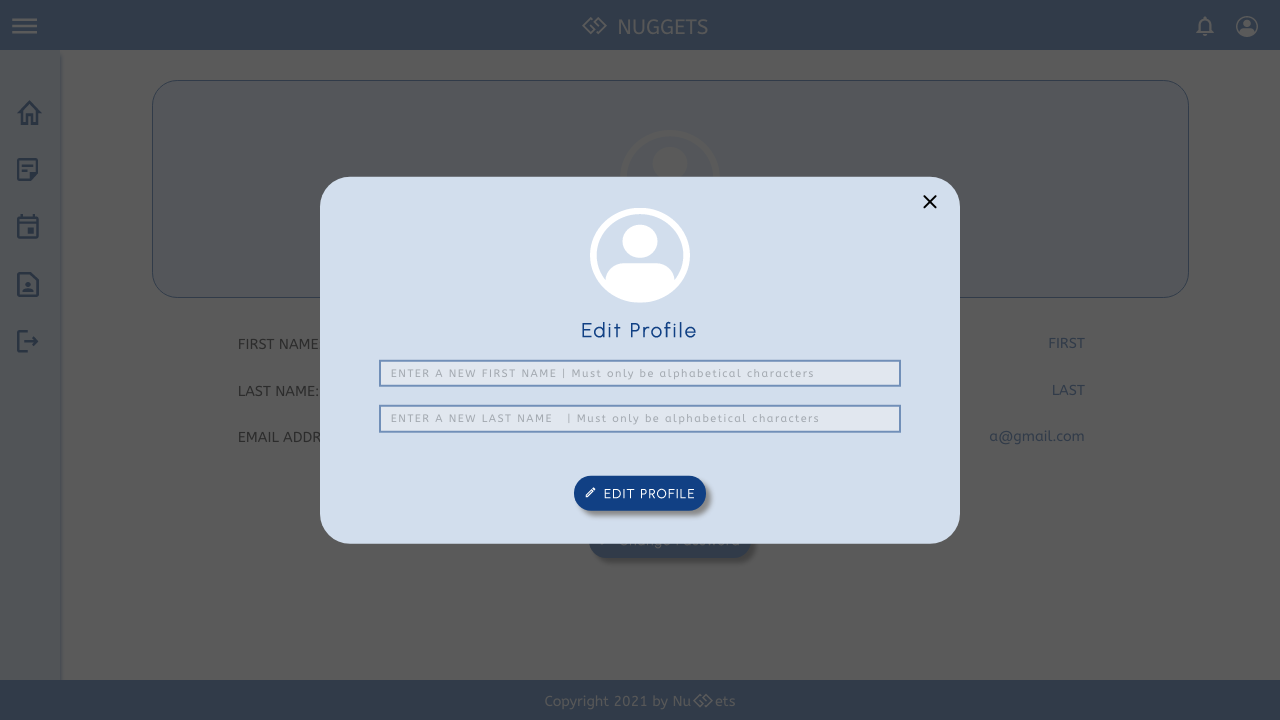 NUGGETS
Edit Profile
ENTER A NEW FIRST NAME | Must only be alphabetical characters
ENTER A NEW LAST NAME | Must only be alphabetical characters
EDIT PROFILE
FIRST NAME
FIRST
LAST NAME:
LAST
EMAIL ADDR
a@gmail.com
Copyright 2021 by Nu ets